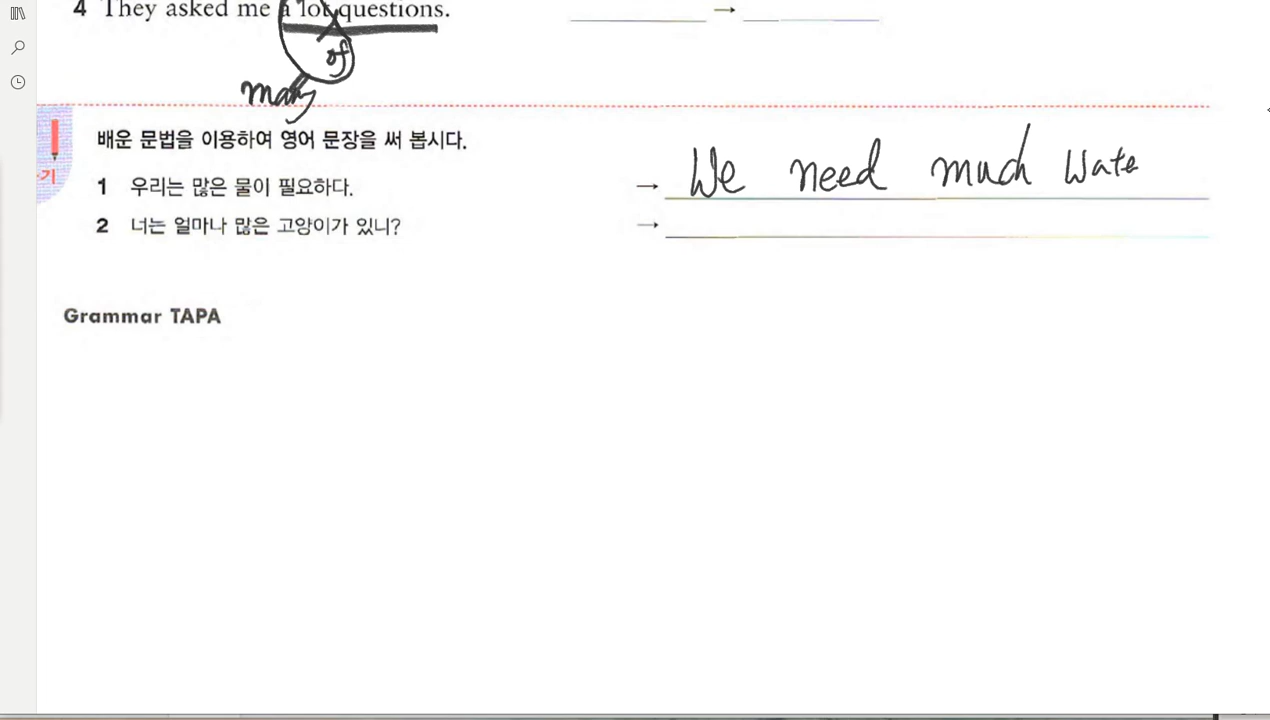 4 They asked me a lot questions. ________ → ________
of
many
배운 문법을 이용하여 영어 문장을 써 봅시다.
기
1 우리는 많은 물이 필요하다. → We need much wate
2 너는 얼마나 많은 고양이가 있니? →
Grammar TAPA